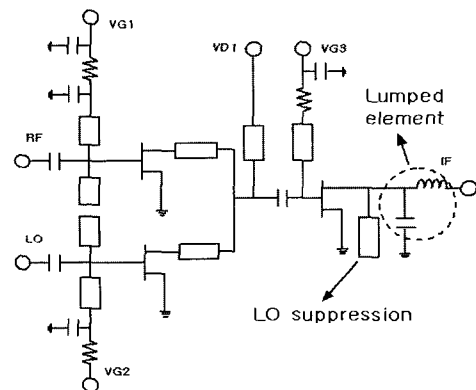 VG1
VD1
VG3
Lumped
element
RF
IF
LO
LO suppression
VG2